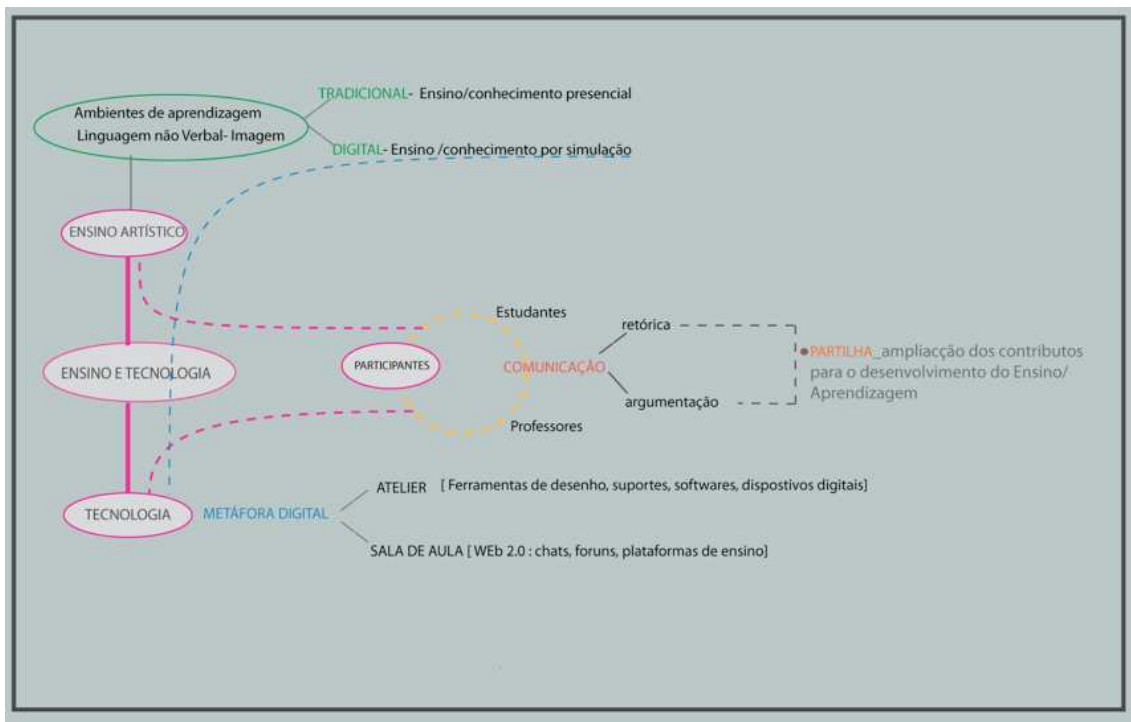 TRADICIONAL- Ensino/conhecimento presencial
Ambientes de aprendizagem
Linguagem não Verbal- Imagem
DIGITAL- Ensino /conhecimento por simulação
ENSINO ARTÍSTICO
Estudantes
retórica
PARTILHA_ampliacção dos contributos
para o desenvolvimento do Ensino/
Aprendizagem
ENSINO E TECNOLOGIA
PARTICIPANTES
COMUNICAÇÃO
argumentação
Professores
ATELIER [ Ferramentas de desenho, suportes, softwares, dispostivos digitais]
TECNOLOGIA
METÁFORA DIGITAL
SALA DE AULA [ WEb 2.0 : chats, foruns, plataformas de ensino]